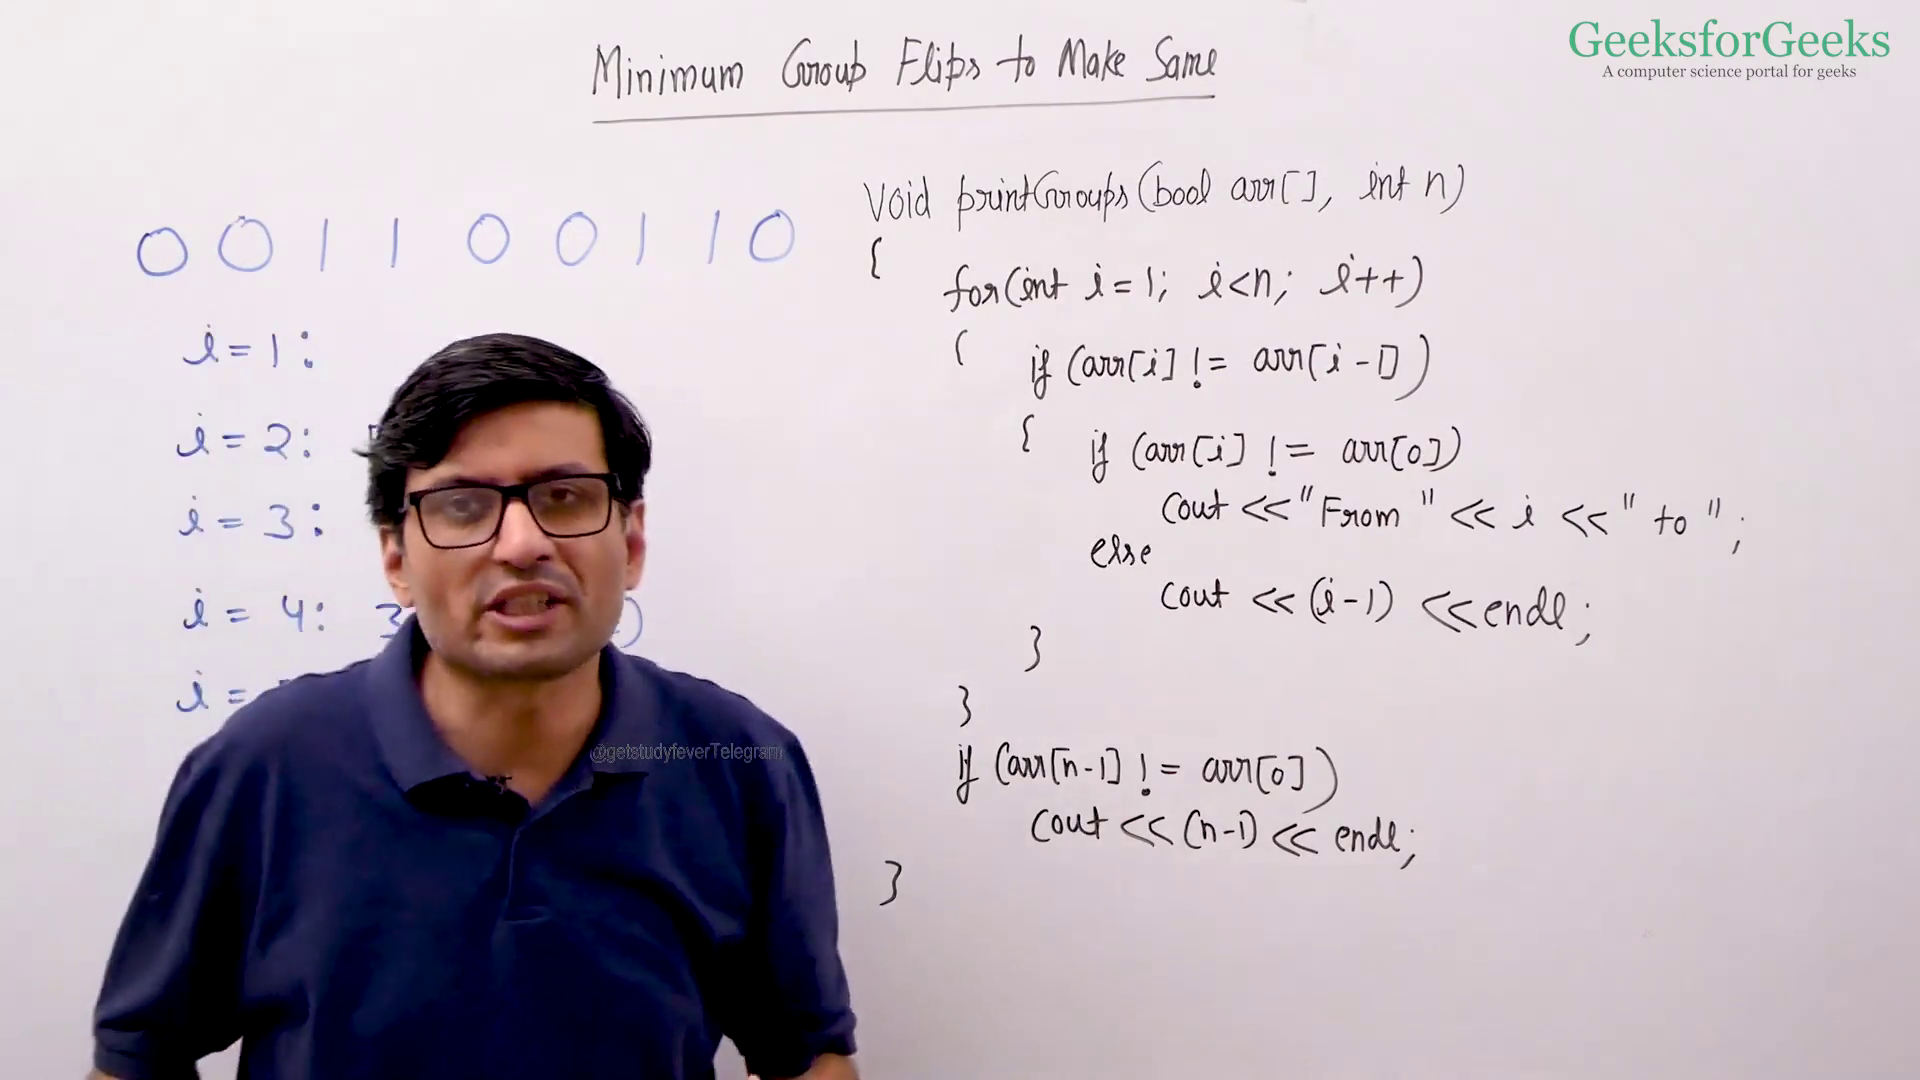 GeeksforGeeks
A computer science portal for geeks
Minimum Group Flips to Make Same
0 0 1 1 0 0 1 1 0
i = 1:
i = 2:
i = 3:
i = 4: 3
i =
void printGroups(bool arr[], int n)
{
for(int i = 1; i<n; i++)
{ if (arr[i] != arr[i-1])
{ if (arr[i] != arr[0])
cout <<"From " << i <<" to ";
else
cout << (i-1) <<endl;
}
}
if (arr[n-1] != arr[0])
cout << (n-1) << endl;
}
@getstudyfeverTelegram